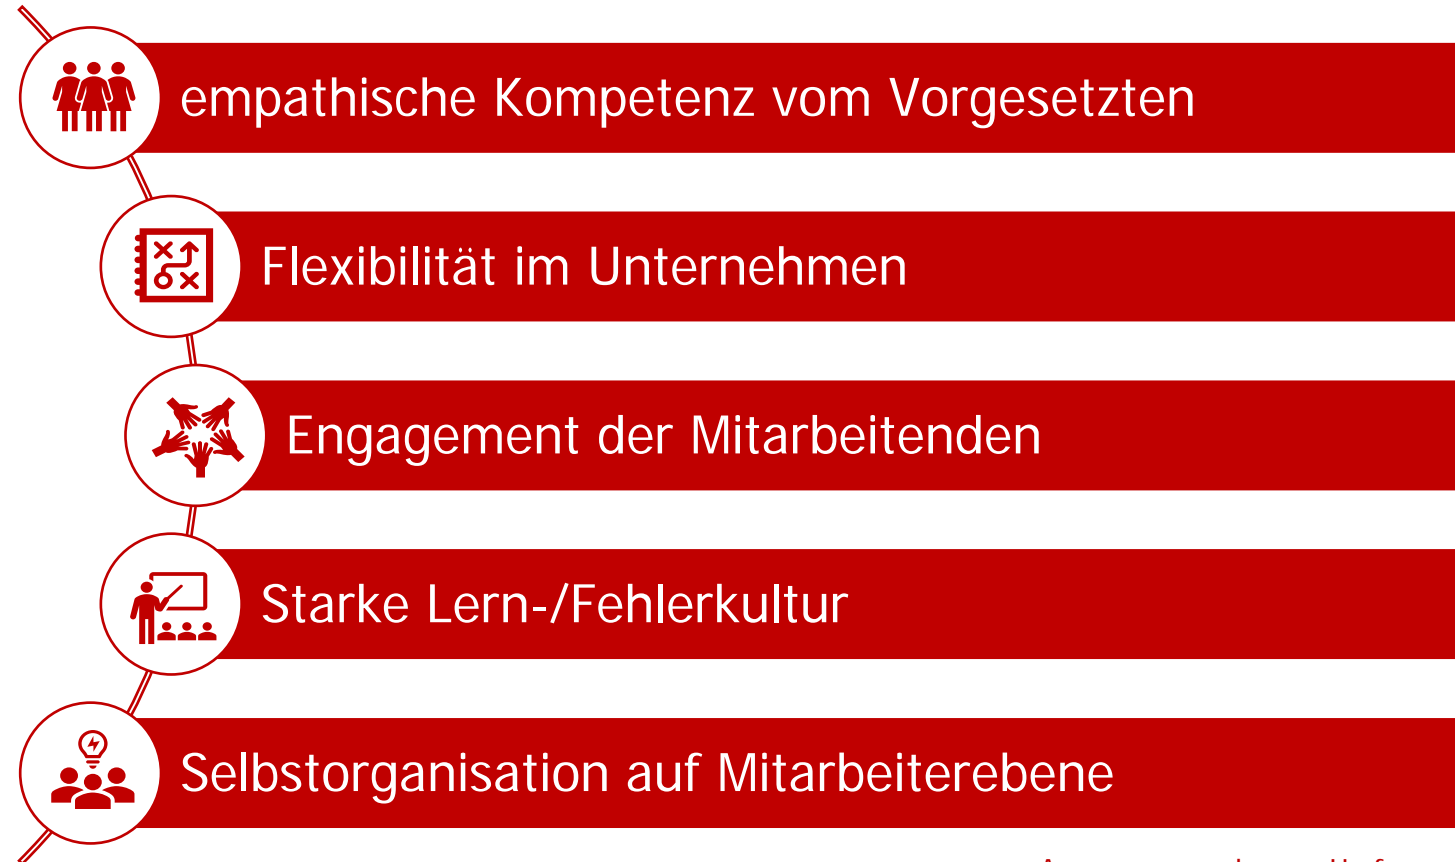 empathische Kompetenz vom Vorgesetzten
Flexibilität im Unternehmen
Engagement der Mitarbeitenden
Starke Lern-/Fehlerkultur
Selbstorganisation auf Mitarbeiterebene